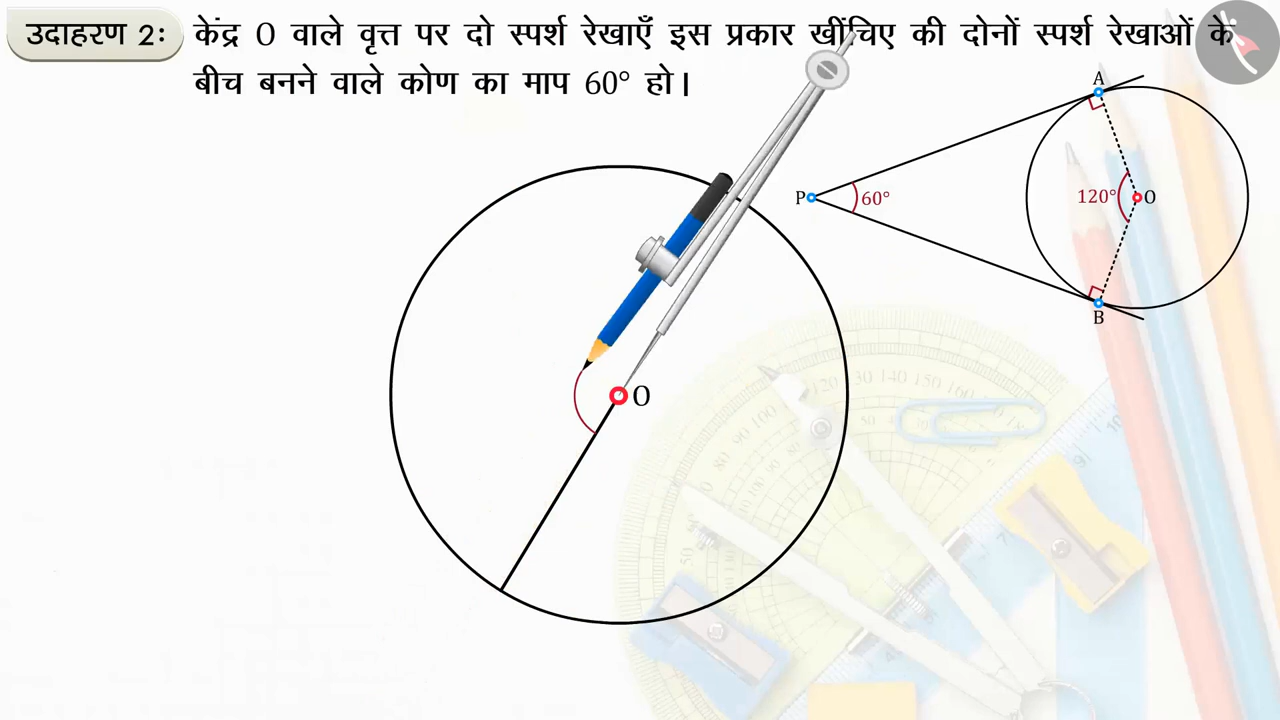 उदाहरण 2: केंद्र O वाले वृत्त पर दो स्पर्श रेखाएँ इस प्रकार खींचिए की दोनों स्पर्श रेखाओं के
बीच बनने वाले कोण का माप 60° हो।
A
P
60°
120°
O
B
O